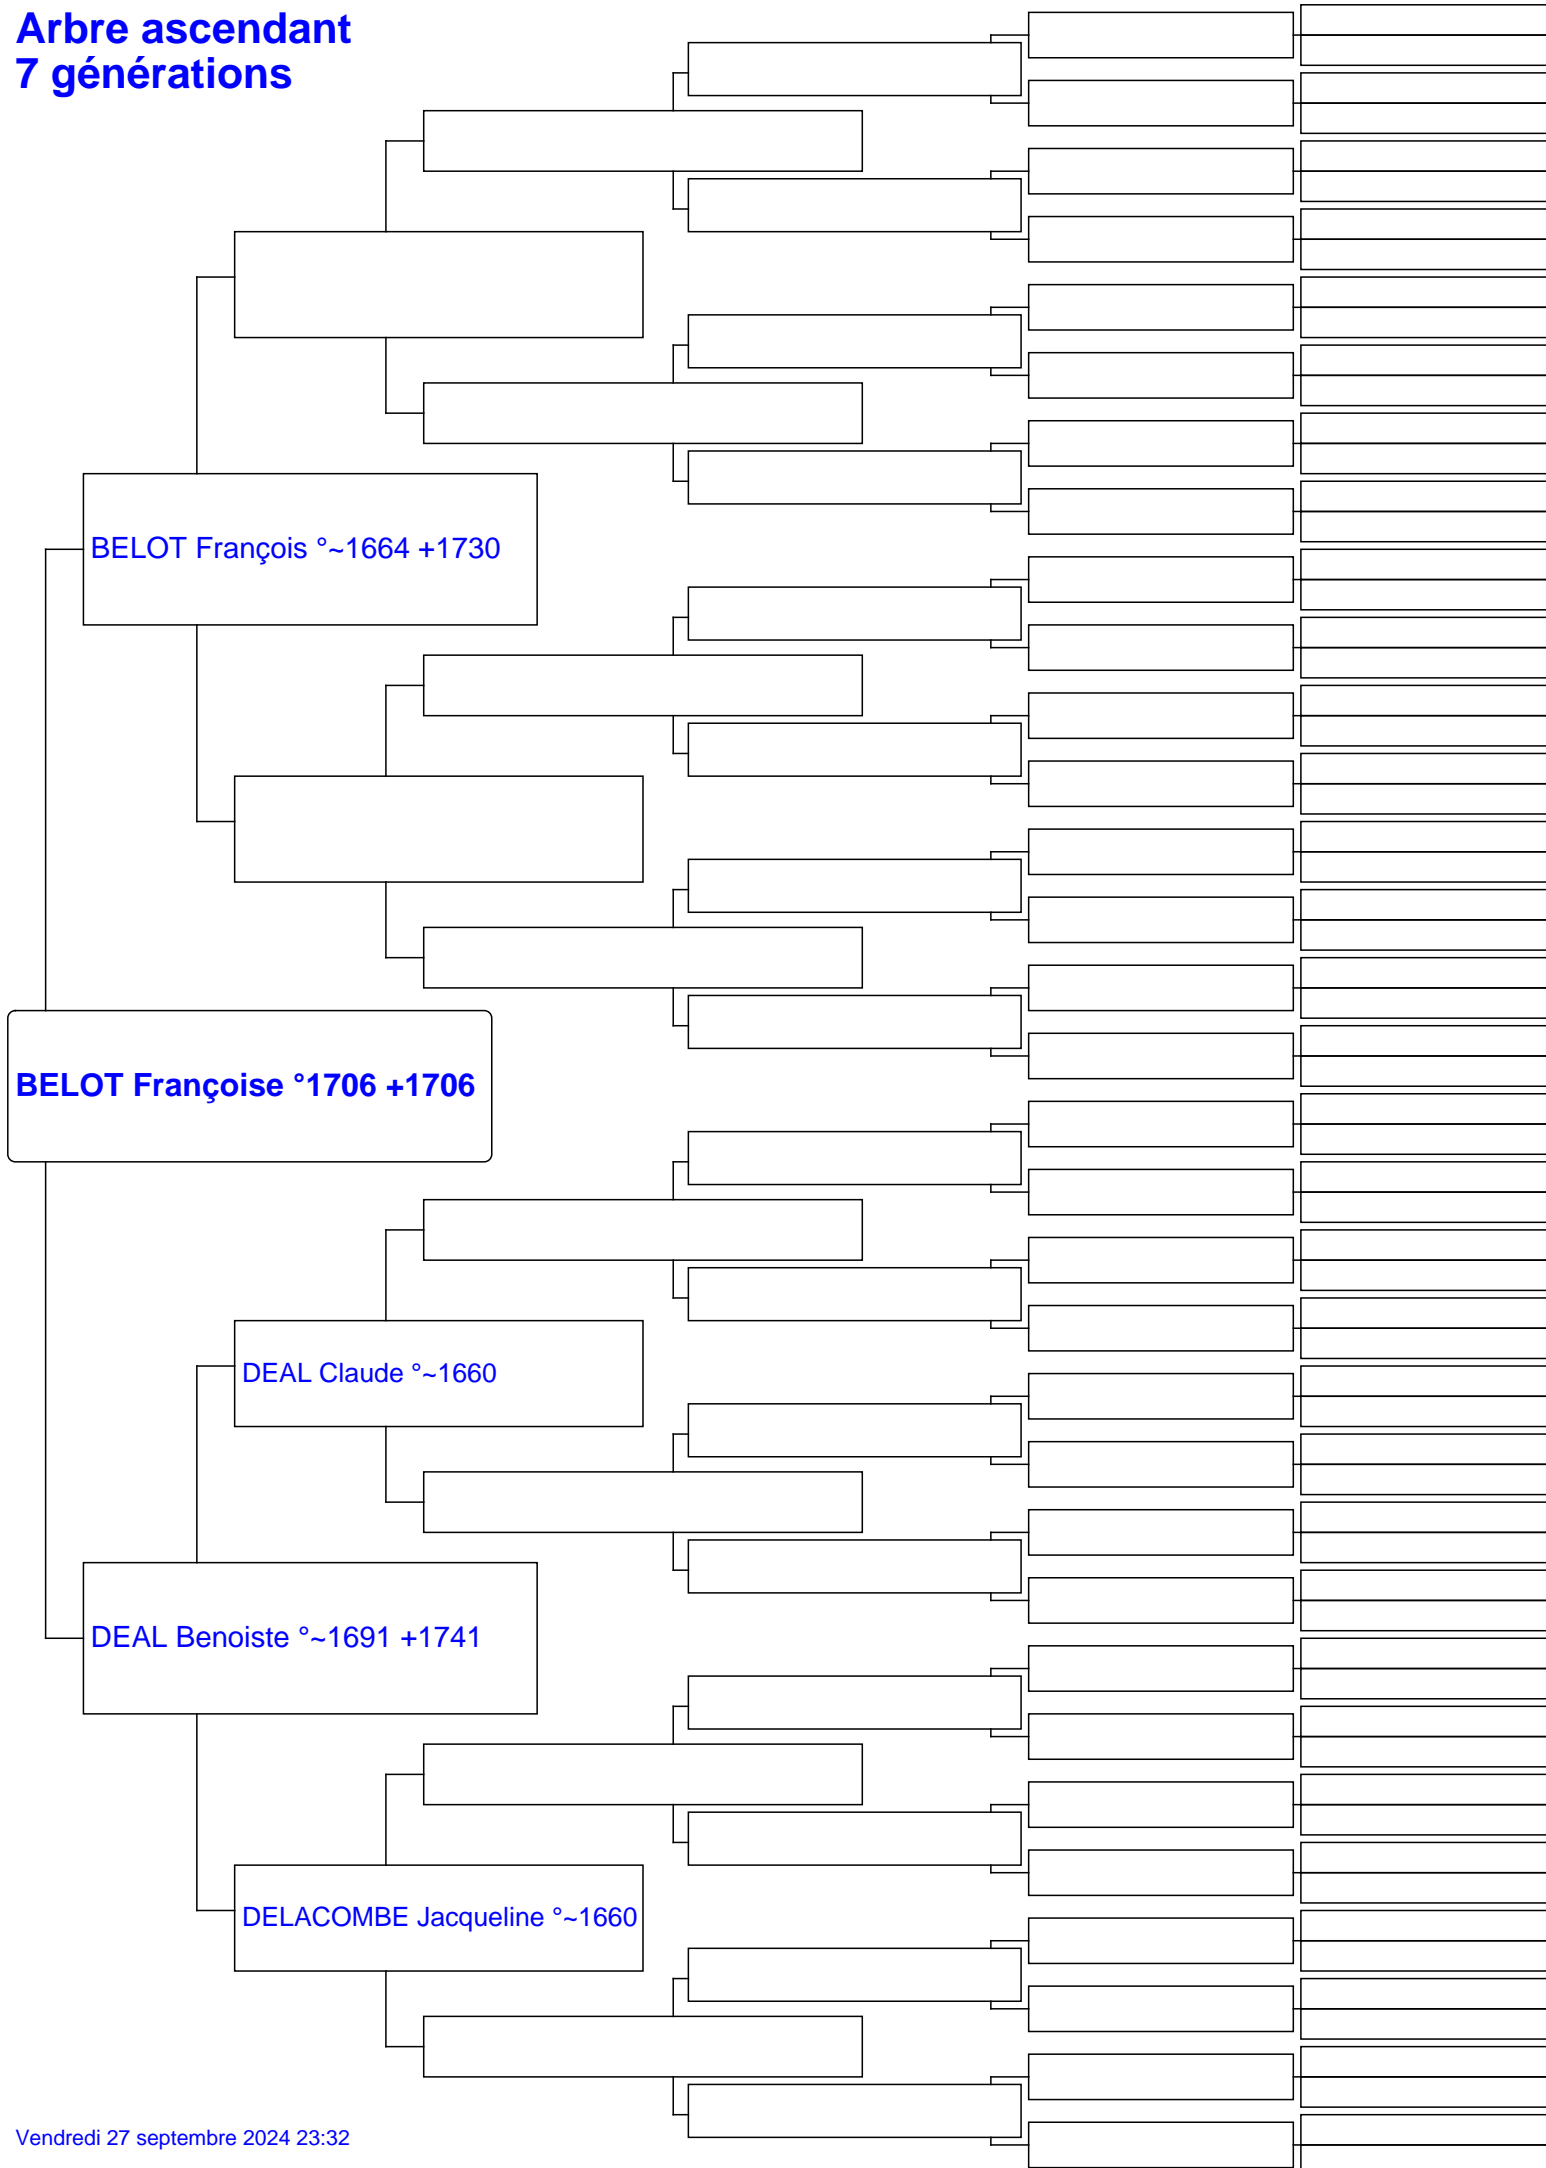 Arbre ascendant
7 générations
BELOT François °~1664 +1730
BELOT Françoise °1706 +1706
DEAL Claude °~1660
DEAL Benoiste °~1691 +1741
DELACOMBE Jacqueline °~1660
Vendredi 27 septembre 2024 23:32